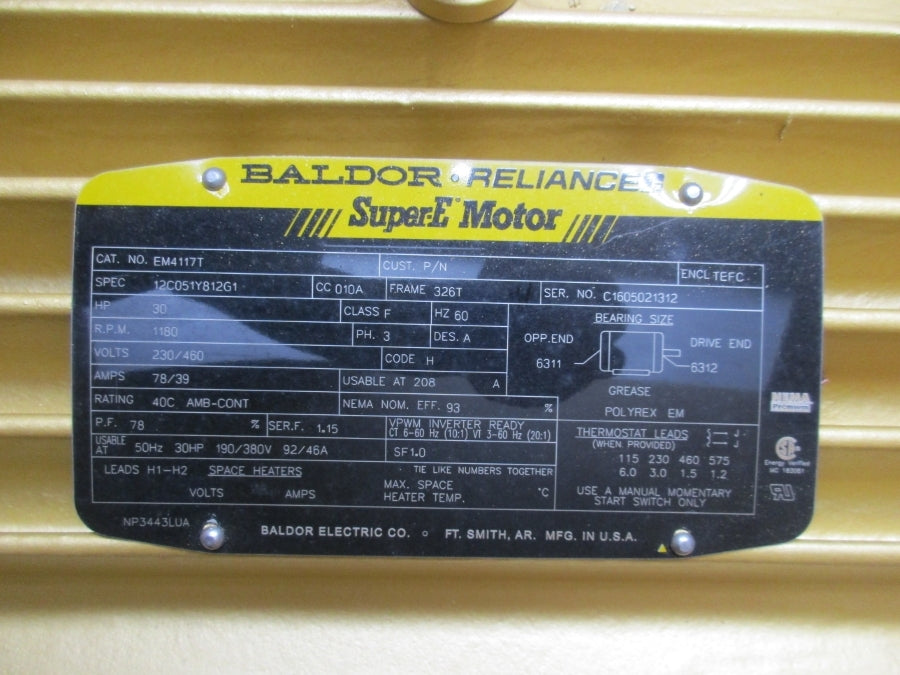 BALDOR • RELIANCE
Super-E Motor
CAT. NO. EM4117T CUST. P/N ENCL TEFC
SPEC 12C051Y812G1 CC 010A FRAME 326T SER. NO. C1605021312
HP 30 CLASS F HZ 60
R.P.M. 1180 PH. 3 DES. A
VOLTS 230/460 CODE H
AMPS 78/39 USABLE AT 208 A
RATING 40C AMB-CONT NEMA NOM. EFF. 93 %
P.F. 78 % SER.F. 1.15 VPWM INVERTER READY
CT 6-60 Hz (10:1) VT 3-60 Hz (20:1)
USABLE AT 50Hz 30HP 190/380V 92/46A SF1.0
LEADS H1-H2 SPACE HEATERS TIE LIKE NUMBERS TOGETHER
VOLTS AMPS MAX. SPACE HEATER TEMP. °C
BEARING SIZE
OPP.END DRIVE END
6311 6312
GREASE
POLYREX EM
THERMOSTAT LEADS J
(WHEN PROVIDED) J
115 230 460 575
6.0 3.0 1.5 1.2
USE A MANUAL MOMENTARY
START SWITCH ONLY
NEMA
Premium
Energy Verified
NP3443LUA
BALDOR ELECTRIC CO. ∘ FT. SMITH, AR. MFG. IN U.S.A.